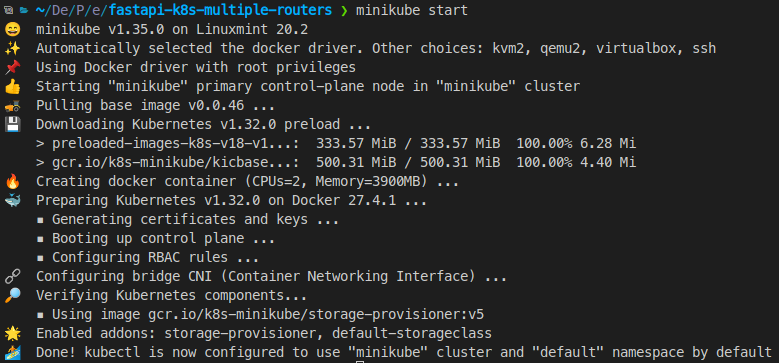 ~/De/P/e/fastapi-k8s-multiple-routers ❯ minikube start
😄 minikube v1.35.0 on Linuxmint 20.2
✨ Automatically selected the docker driver. Other choices: kvm2, qemu2, virtualbox, ssh
📌 Using Docker driver with root privileges
👍 Starting "minikube" primary control-plane node in "minikube" cluster
🚜 Pulling base image v0.0.46 ...
💾 Downloading Kubernetes v1.32.0 preload ...
> preloaded-images-k8s-v18-v1...: 333.57 MiB / 333.57 MiB 100.00% 6.28 Mi
> gcr.io/k8s-minikube/kicbase...: 500.31 MiB / 500.31 MiB 100.00% 4.40 Mi
🔥 Creating docker container (CPUs=2, Memory=3900MB) ...
🐳 Preparing Kubernetes v1.32.0 on Docker 27.4.1 ...
▪ Generating certificates and keys ...
▪ Booting up control plane ...
▪ Configuring RBAC rules ...
🔗 Configuring bridge CNI (Container Networking Interface) ...
🔎 Verifying Kubernetes components...
▪ Using image gcr.io/k8s-minikube/storage-provisioner:v5
🌟 Enabled addons: storage-provisioner, default-storageclass
🏄 Done! kubectl is now configured to use "minikube" cluster and "default" namespace by default